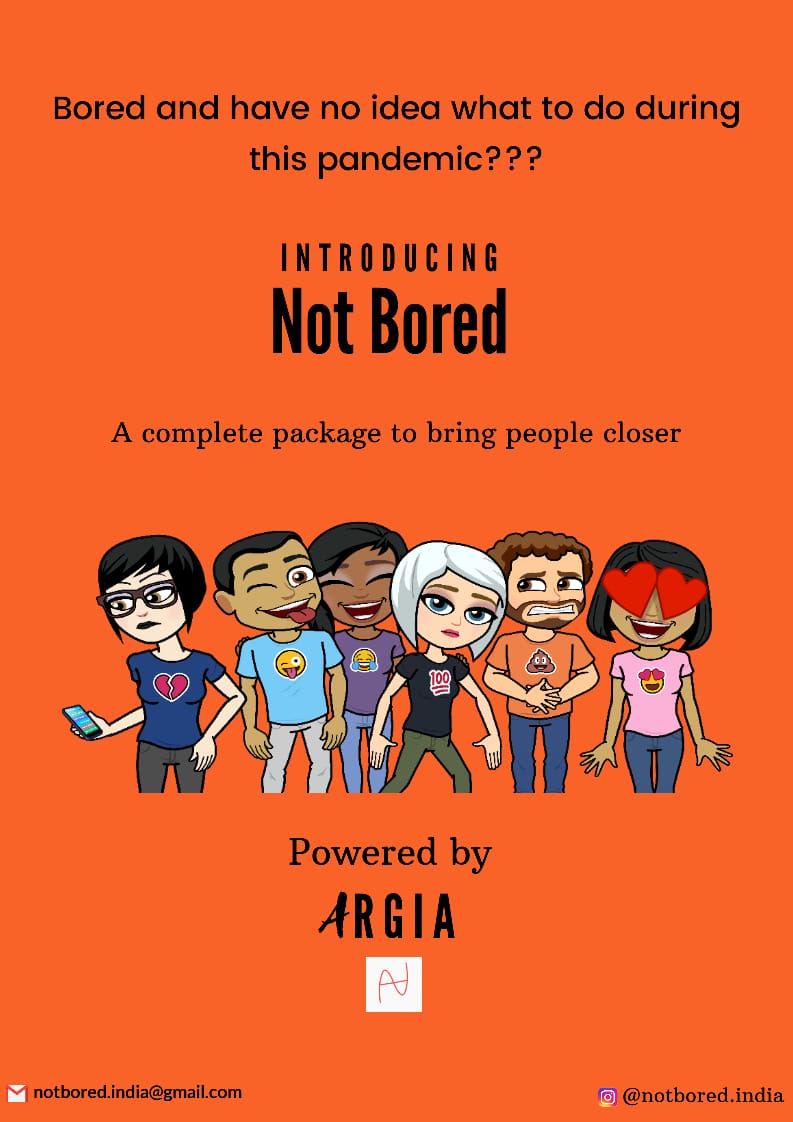 Bored and have no idea what to do during
this pandemic???
INTRODUCING
Not Bored
A complete package to bring people closer
100
Powered by
ARGIA
notbored.india@gmail.com
@notbored.india